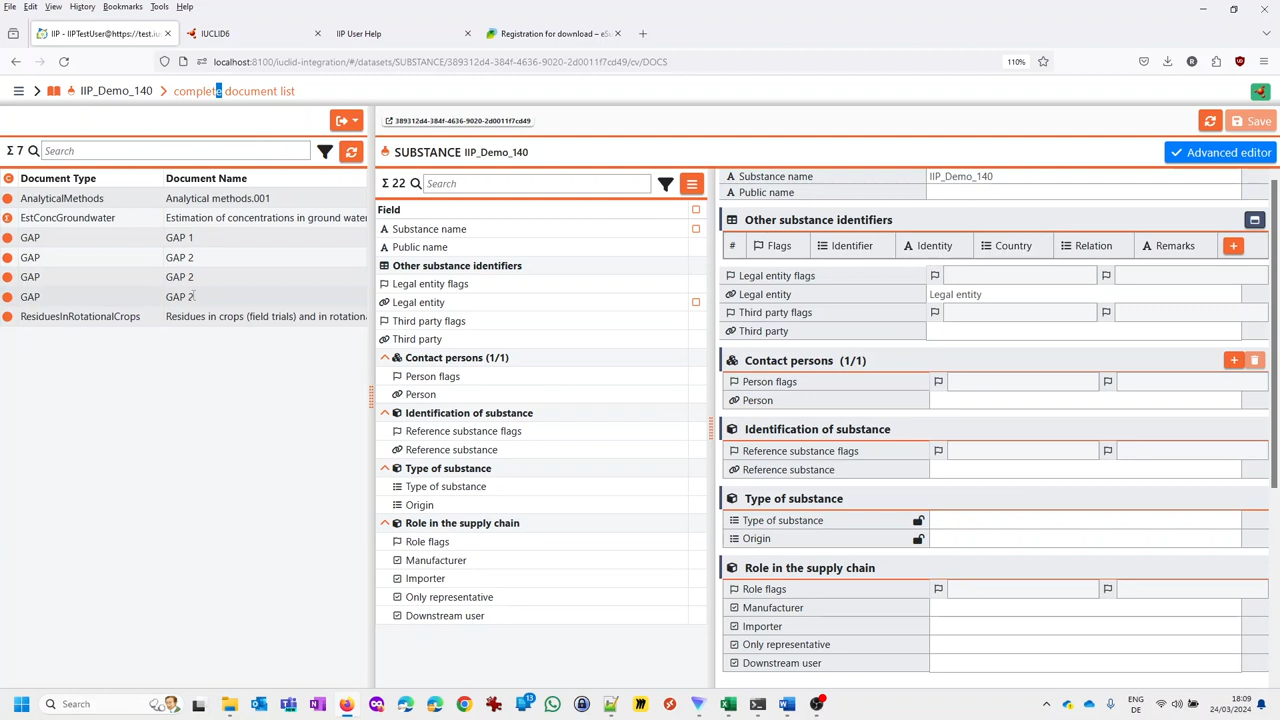 File Edit View History Bookmarks Tools Help
IIP - IIPTestUser@https://test.iu
IUCLID6
IIP User Help
Registration for download – eSu
localhost:8100/iuclid-integration/#/datasets/SUBSTANCE/389312d4-384f-4636-9020-2d0011f7cd49/cv/DOCS
110%
IIP_Demo_140
complete document list
389312d4-384f-4636-9020-2d0011f7cd49
Save
Σ 7
Search
SUBSTANCE IIP_Demo_140
Advanced editor
Document Type Document Name
AnalyticalMethods Analytical methods.001
EstConcGroundwater Estimation of concentrations in ground wate
GAP GAP 1
GAP GAP 2
GAP GAP 2
GAP GAP 2
ResiduesInRotationalCrops Residues in crops (field trials) and in rotation
Σ 22
Search
Field
Substance name
Public name
Other substance identifiers
Legal entity flags
Legal entity
Third party flags
Third party
Contact persons (1/1)
Person flags
Person
Identification of substance
Reference substance flags
Reference substance
Type of substance
Type of substance
Origin
Role in the supply chain
Role flags
Manufacturer
Importer
Only representative
Downstream user
Substance name IIP_Demo_140
Public name
Other substance identifiers
# Flags Identifier Identity Country Relation Remarks
Legal entity flags
Legal entity Legal entity
Third party flags
Third party
Contact persons (1/1)
Person flags
Person
Identification of substance
Reference substance flags
Reference substance
Type of substance
Type of substance
Origin
Role in the supply chain
Role flags
Manufacturer
Importer
Only representative
Downstream user
Search
13
ENG
DE
18:09
24/03/2024